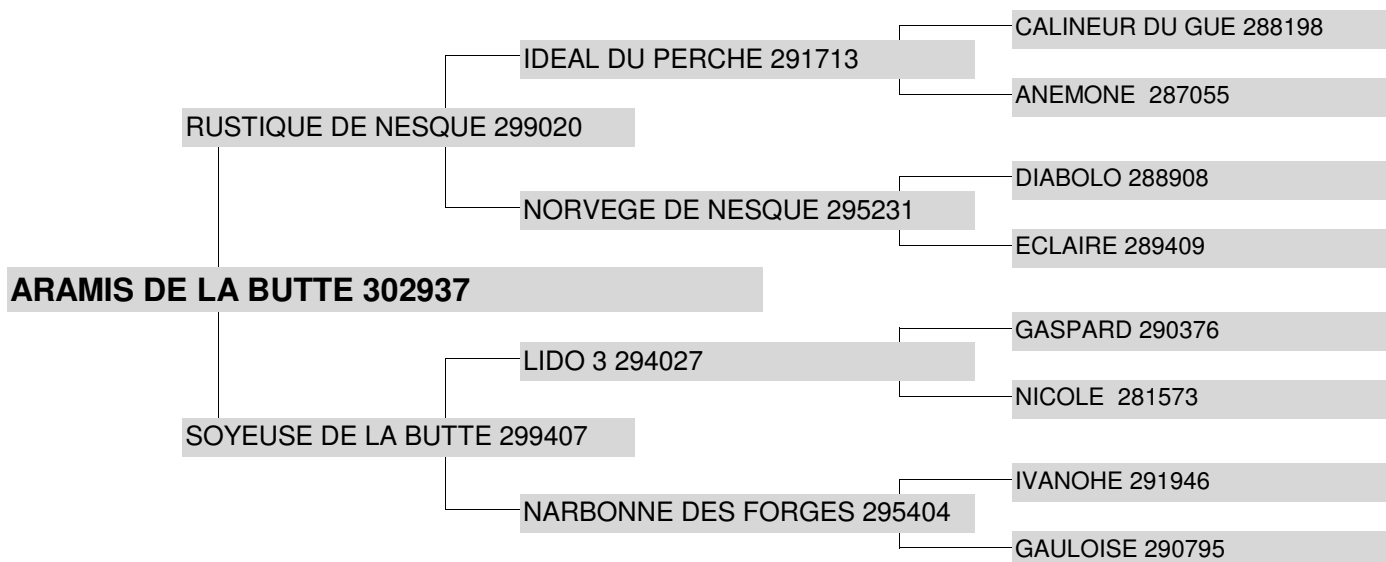 CALINEUR DU GUE 288198
IDEAL DU PERCHE 291713
ANEMONE  287055
RUSTIQUE DE NESQUE 299020
DIABOLO 288908
NORVEGE DE NESQUE 295231
ECLAIRE 289409
ARAMIS DE LA BUTTE 302937
GASPARD 290376
LIDO 3 294027
NICOLE  281573
SOYEUSE DE LA BUTTE 299407
IVANOHE 291946
NARBONNE DES FORGES 295404
GAULOISE 290795